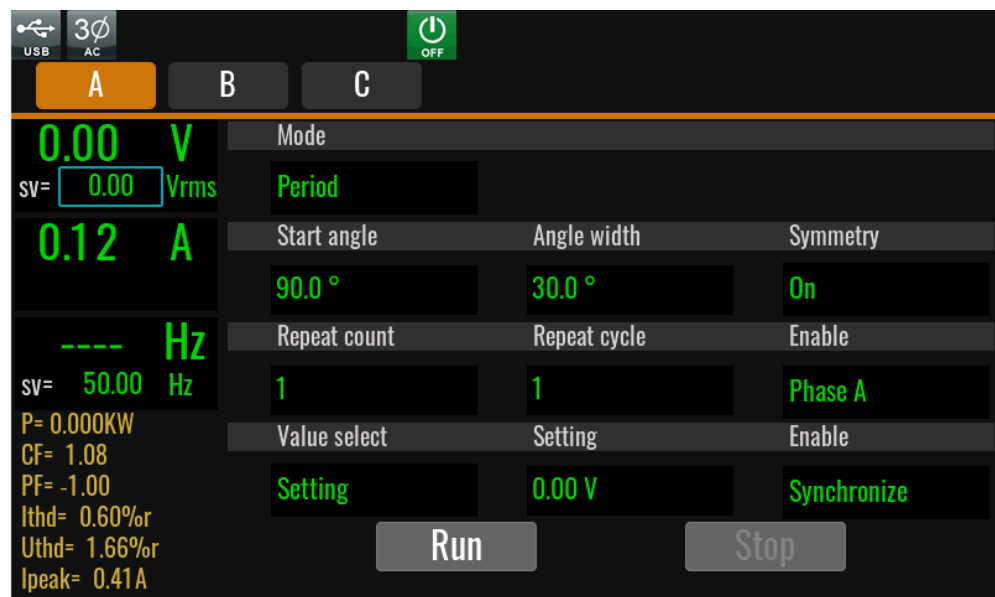 USB
3Ø
AC
OFF
A B C
0.00 V
sv= 0.00 Vrms
0.12 A
---- Hz
sv= 50.00 Hz
P= 0.000KW
CF= 1.08
PF= -1.00
Ithd= 0.60%r
Uthd= 1.66%r
Ipeak= 0.41A
Mode
Period
Start angle Angle width Symmetry
90.0 ° 30.0 ° On
Repeat count Repeat cycle Enable
1 1 Phase A
Value select Setting Enable
Setting 0.00 V Synchronize
Run Stop